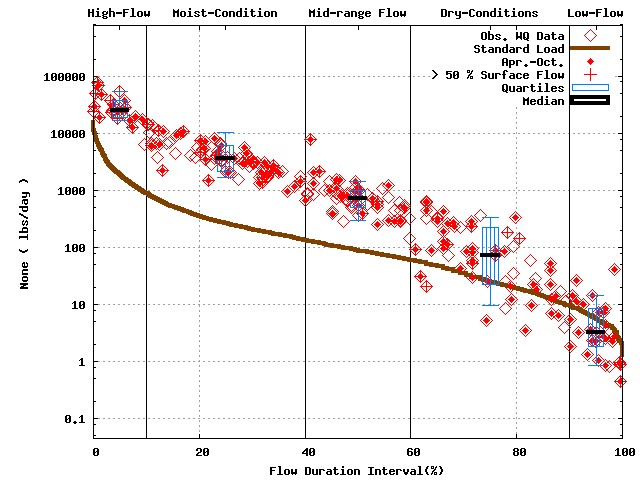 High-Flow Moist-Condition Mid-range Flow Dry-Conditions Low-Flow
Obs. WQ Data
Standard Load
Apr.-Oct.
> 50 % Surface Flow
Quartiles
Median
100000
10000
1000
100
10
1
0.1
None ( lbs/day )
0 20 40 60 80 100
Flow Duration Interval(%)